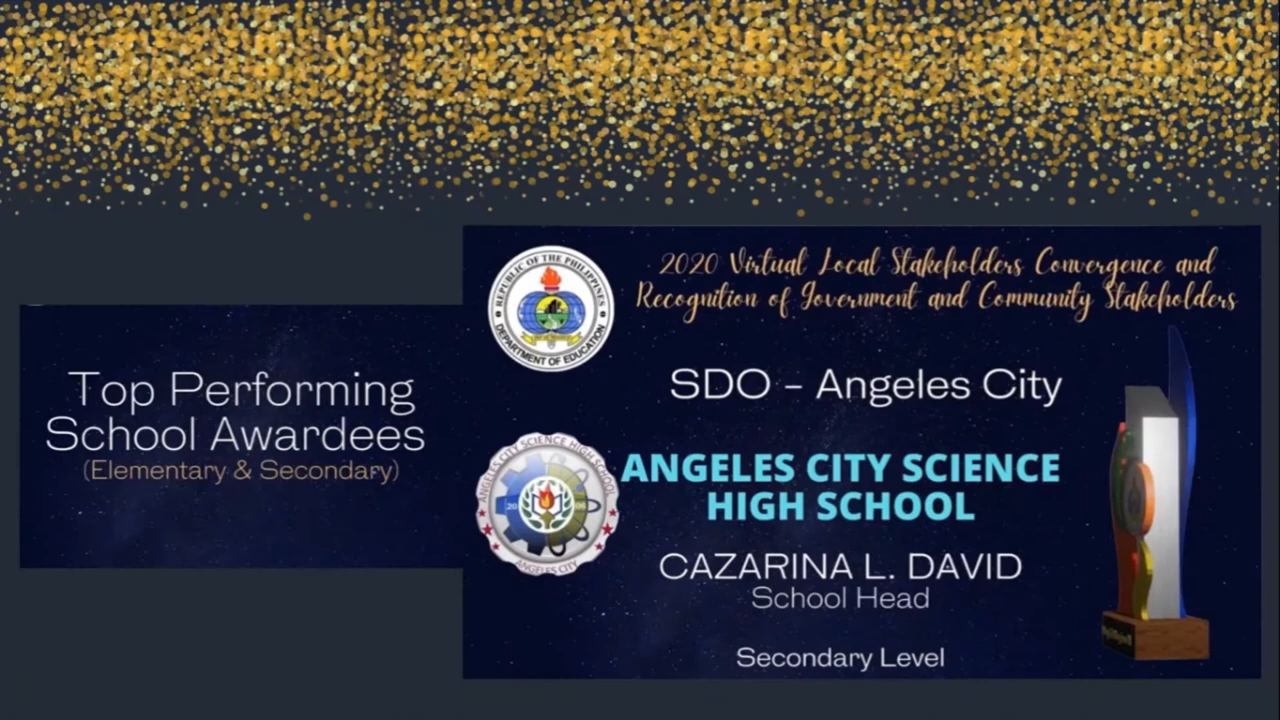 Top Performing
School Awardees
(Elementary & Secondary)
REPUBLIC OF THE PHILIPPINES
DEPARTMENT OF EDUCATION
2020 Virtual Local Stakeholders Convergence and
Recognition of Government and Community Stakeholders
SDO - Angeles City
ANGELES CITY SCIENCE HIGH SCHOOL
2006
ANGELES CITY
ANGELES CITY SCIENCE
HIGH SCHOOL
CAZARINA L. DAVID
School Head
Secondary Level